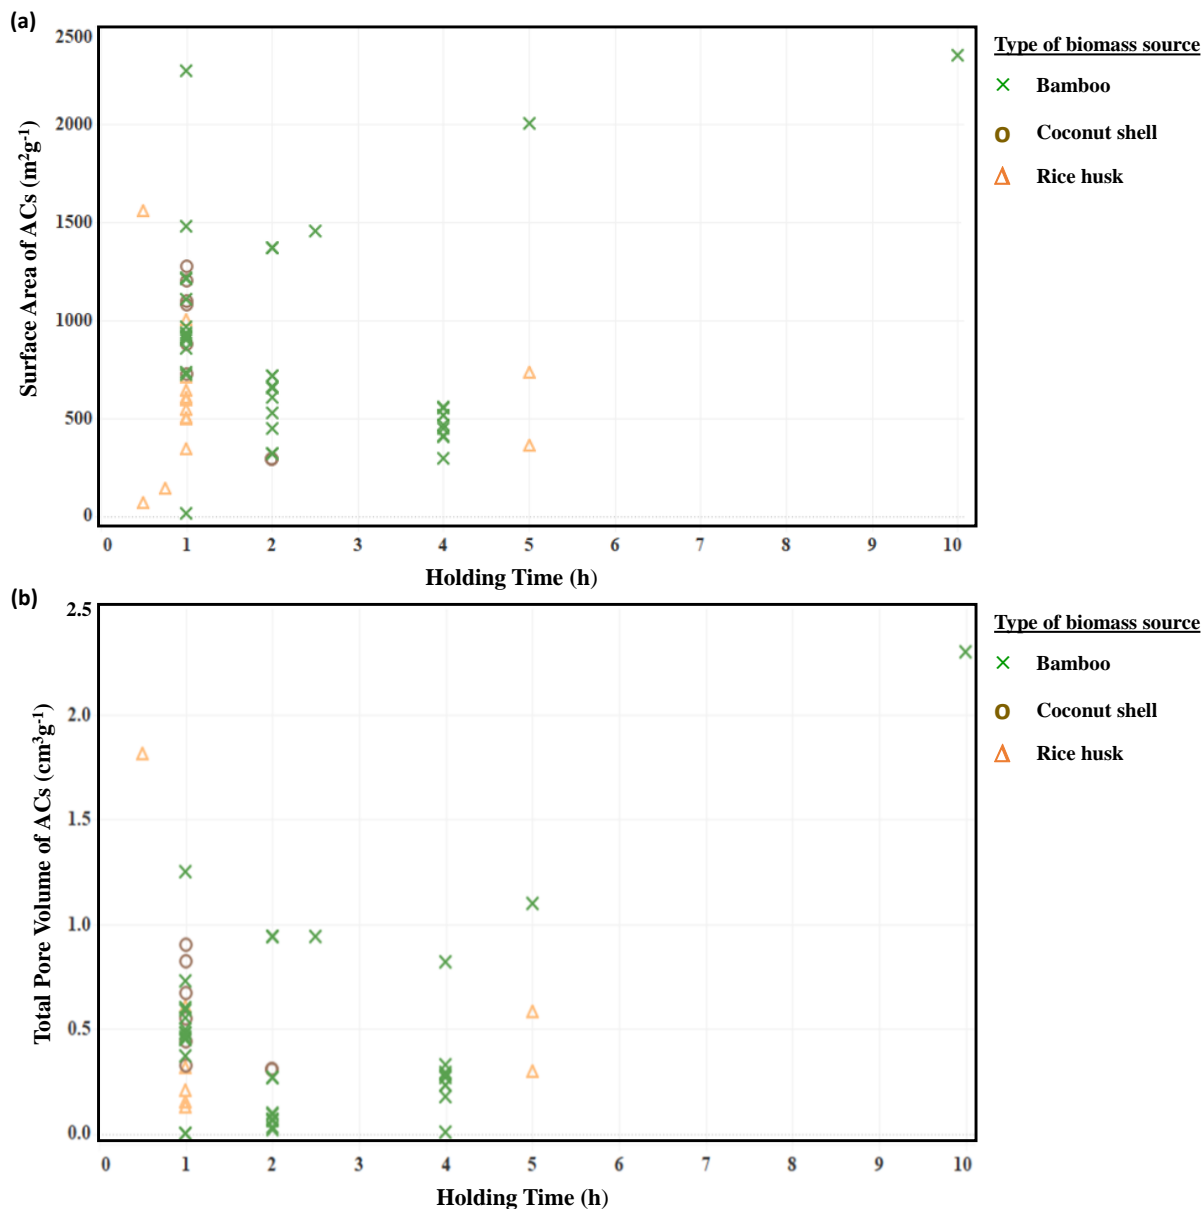 (a)
2500
2000
1500
1000
500
0
Surface Area of ACs (m²g⁻¹)
0 1 2 3 4 5 6 7 8 9 10
Holding Time (h)
Type of biomass source
Bamboo
Coconut shell
Rice husk
(b)
2.5
2.0
1.5
1.0
0.5
0.0
Total Pore Volume of ACs (cm³g⁻¹)
0 1 2 3 4 5 6 7 8 9 10
Holding Time (h)
Type of biomass source
Bamboo
Coconut shell
Rice husk